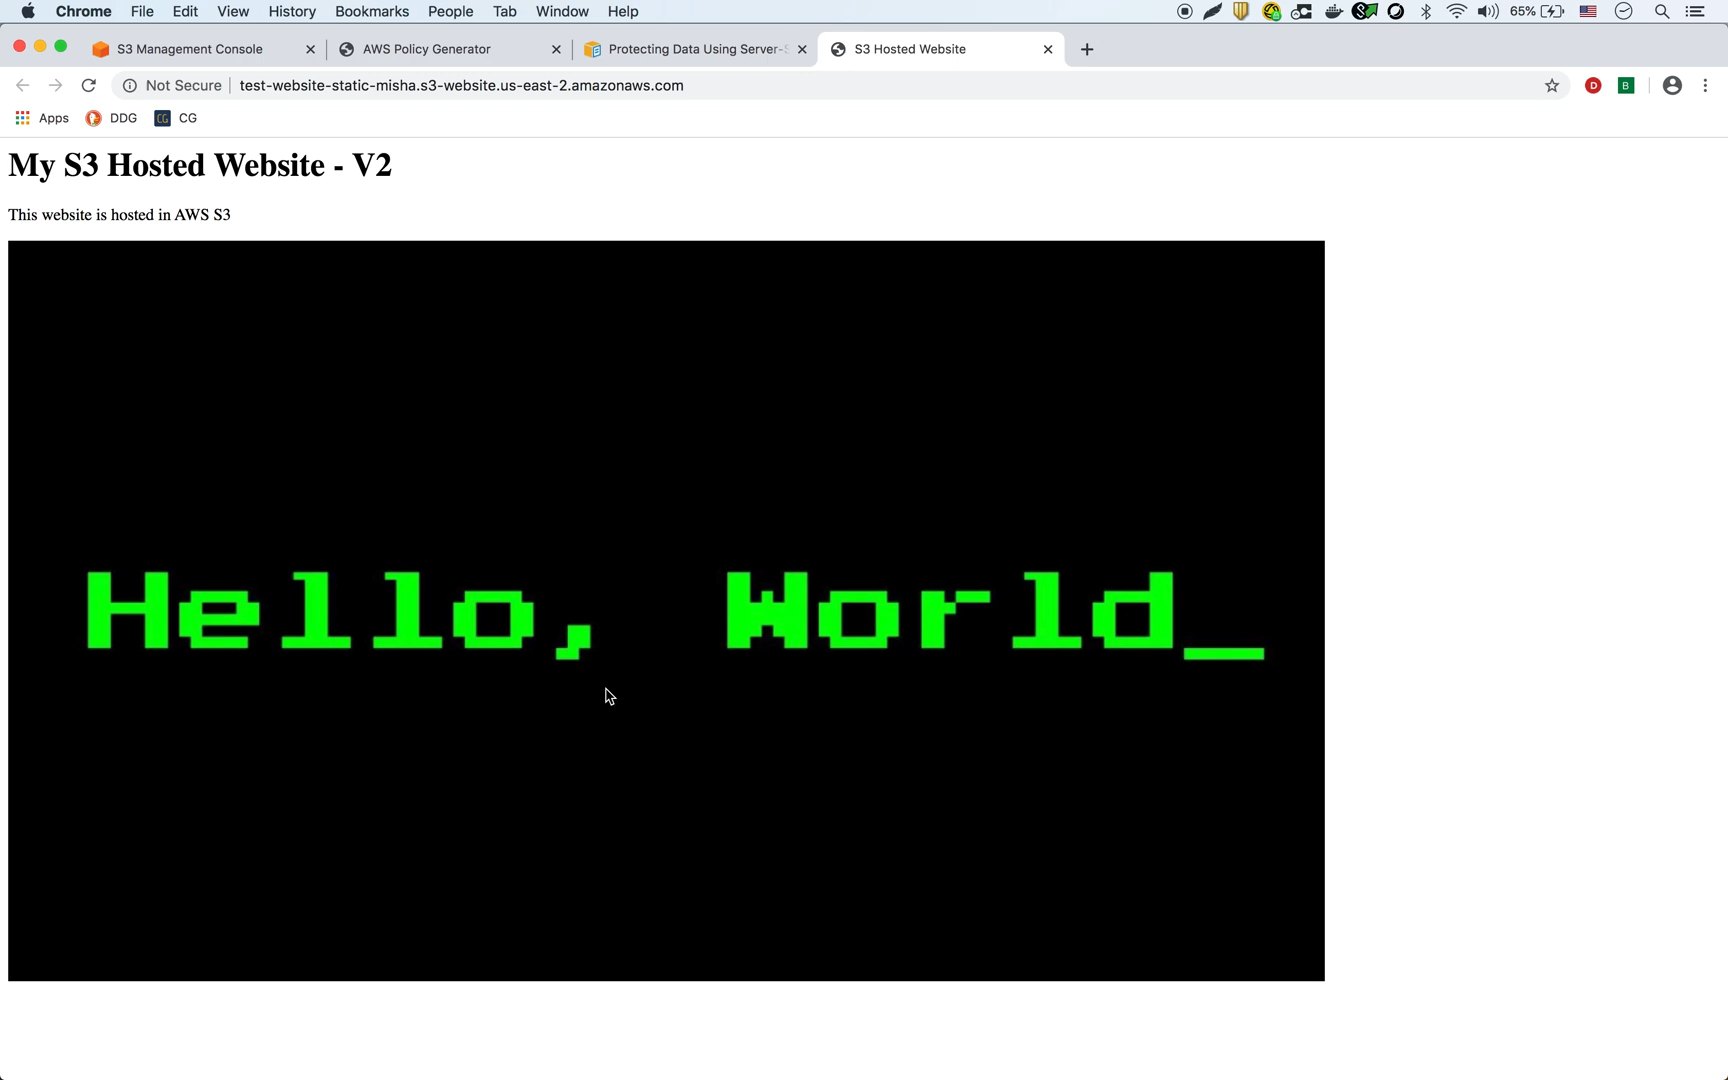 Chrome File Edit View History Bookmarks People Tab Window Help 65%
S3 Management Console AWS Policy Generator Protecting Data Using Server-S S3 Hosted Website
Not Secure test-website-static-misha.s3-website.us-east-2.amazonaws.com D B
Apps DDG CG CG
My S3 Hosted Website - V2
This website is hosted in AWS S3
Hello, World_